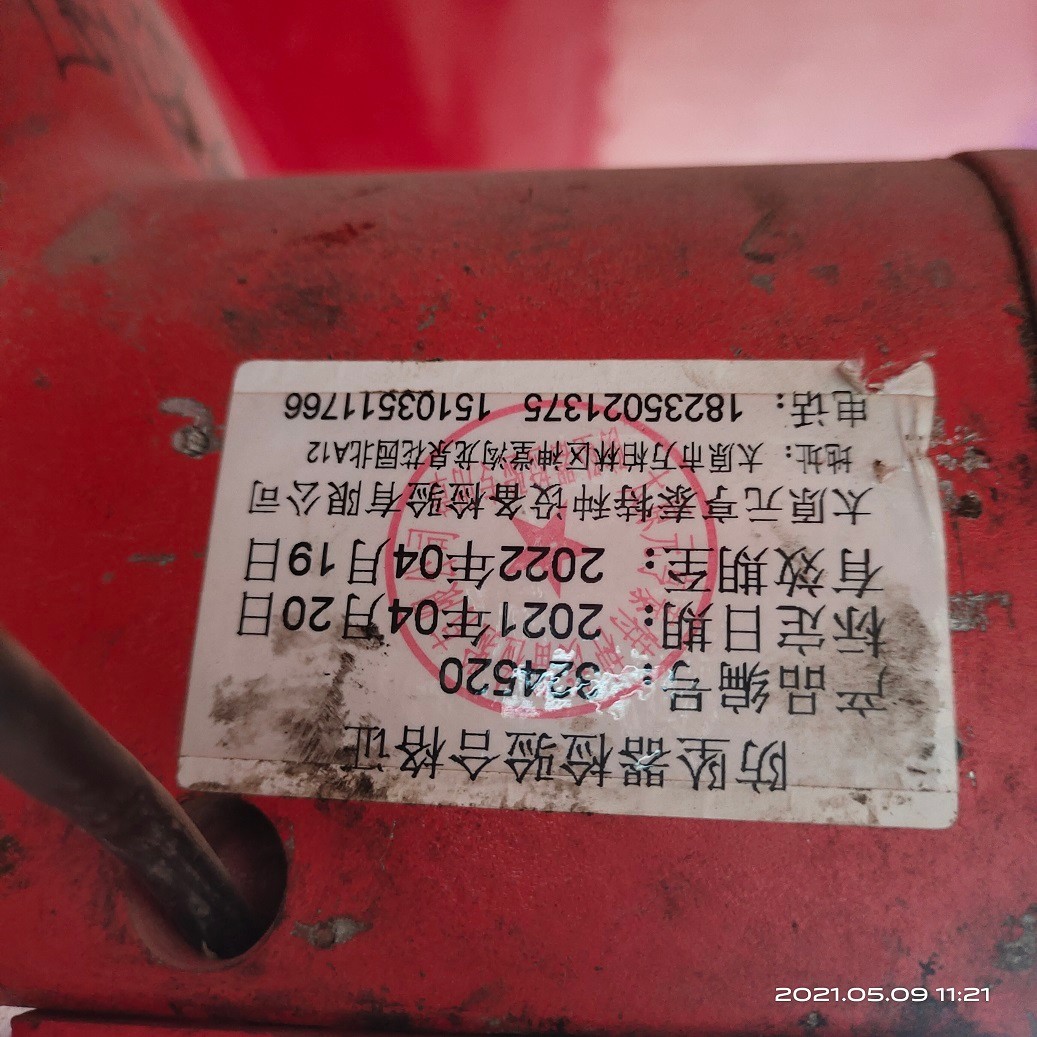 防坠器检验合格证
产品编号：324520
标定日期：2021年04月20日
有效期至：2022年04月19日
太原元亨泰特种设备检验有限公司
地址：太原市万柏林区神堂沟龙泉花园北A12
电话：18235021375 15103511766
2021.05.09 11:21